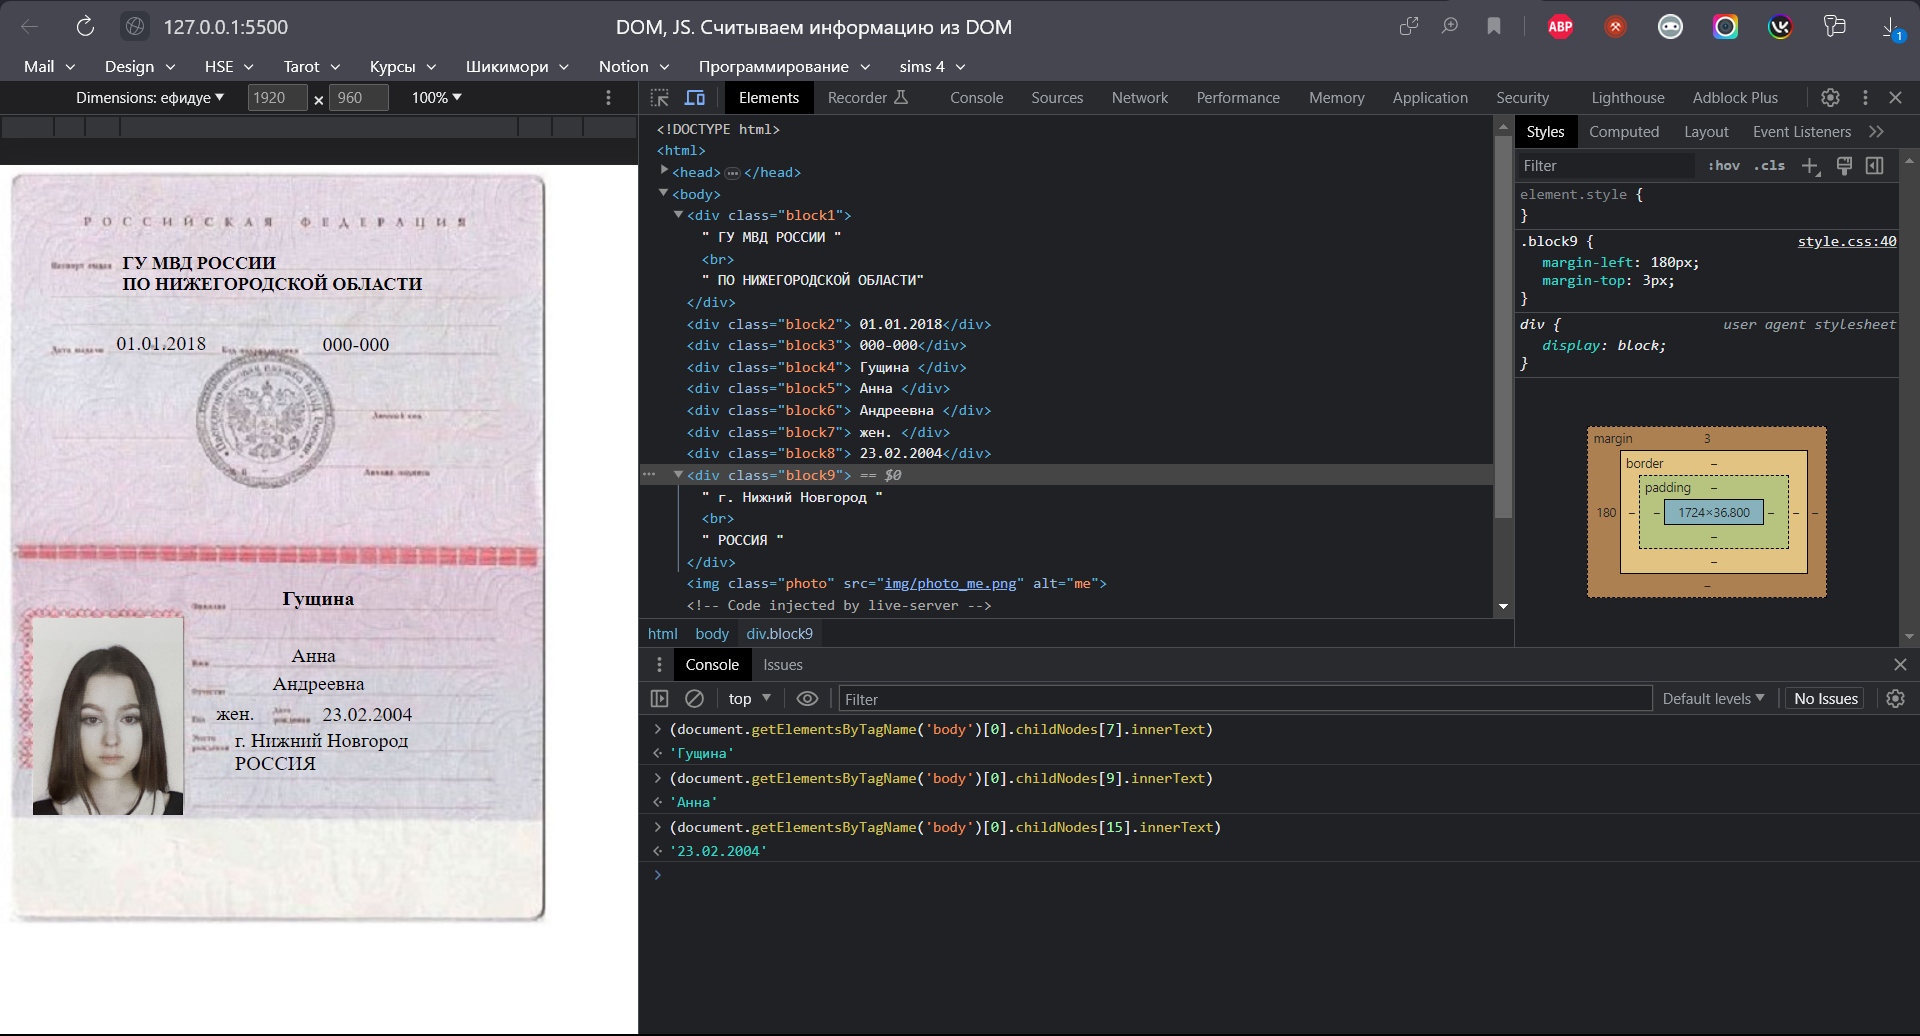 127.0.0.1:5500
DOM, JS. Считываем информацию из DOM
ABP
1
Mail
Design
HSE
Tarot
Курсы
Шикимори
Notion
Программирование
sims 4
Dimensions: ефидуе
1920
×
960
100%
Elements
Recorder
Console
Sources
Network
Performance
Memory
Application
Security
Lighthouse
Adblock Plus
РОССИЙСКАЯ ФЕДЕРАЦИЯ
ГУ МВД РОССИИ
ПО НИЖЕГОРОДСКОЙ ОБЛАСТИ
01.01.2018
000-000
Гущина
Анна
Андреевна
жен.
23.02.2004
г. Нижний Новгород
РОССИЯ
<!DOCTYPE html>
<html>
<head> ••• </head>
<body>
<div class="block1">
" ГУ МВД РОССИИ "
<br>
" ПО НИЖЕГОРОДСКОЙ ОБЛАСТИ"
</div>
<div class="block2"> 01.01.2018</div>
<div class="block3"> 000-000</div>
<div class="block4"> Гущина </div>
<div class="block5"> Анна </div>
<div class="block6"> Андреевна </div>
<div class="block7"> жен. </div>
<div class="block8"> 23.02.2004</div>
<div class="block9"> == $0
" г. Нижний Новгород "
<br>
" РОССИЯ "
</div>
<img class="photo" src="img/photo_me.png" alt="me">
<!-- Code injected by live-server -->
html body div.block9
Styles
Computed
Layout
Event Listeners
Filter
:hov
.cls
element.style {
}
.block9 {
style.css:40
margin-left: 180px;
margin-top: 3px;
}
div {
user agent stylesheet
display: block;
}
margin
3
border
–
padding
–
180
–
–
1724×36.800
–
–
–
–
–
–
Console
Issues
top
Filter
Default levels
No Issues
> (document.getElementsByTagName('body')[0].childNodes[7].innerText)
'Гущина'
> (document.getElementsByTagName('body')[0].childNodes[9].innerText)
'Анна'
> (document.getElementsByTagName('body')[0].childNodes[15].innerText)
'23.02.2004'
>